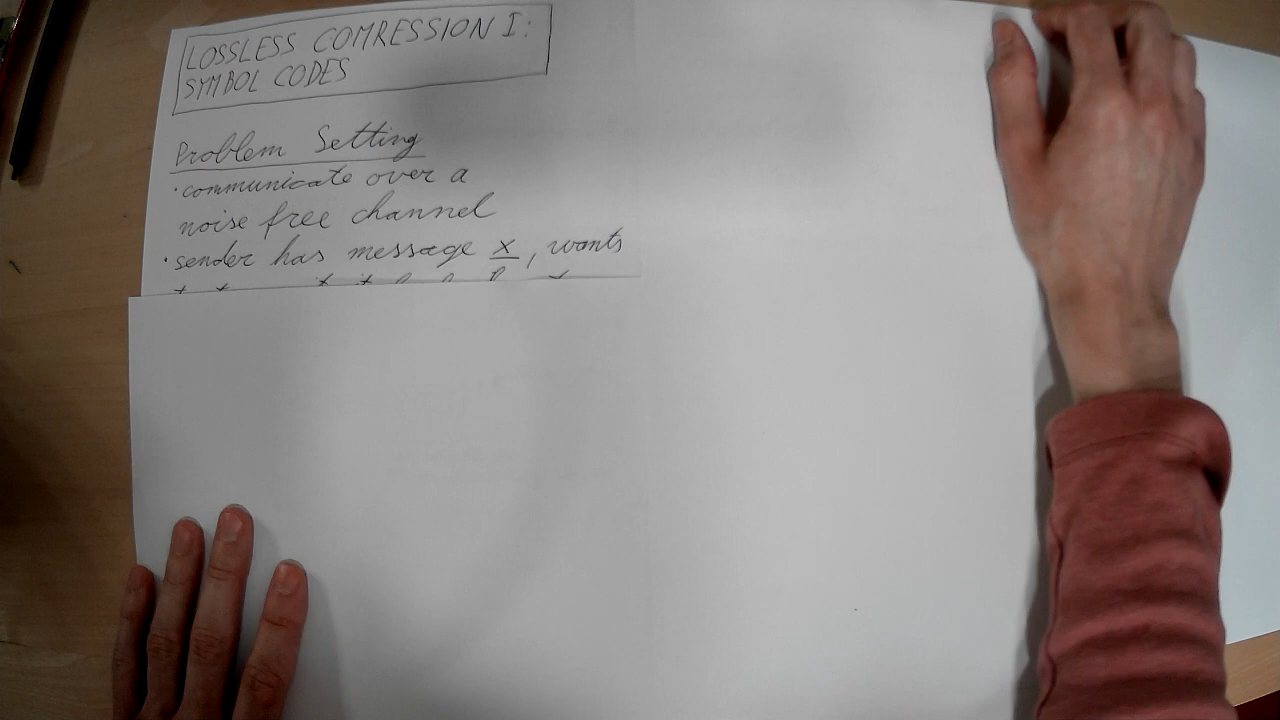 LOSSLESS COMRESSION I:
SYMBOL CODES
Problem Setting
· communicate over a
noise free channel
· sender has message x, wants